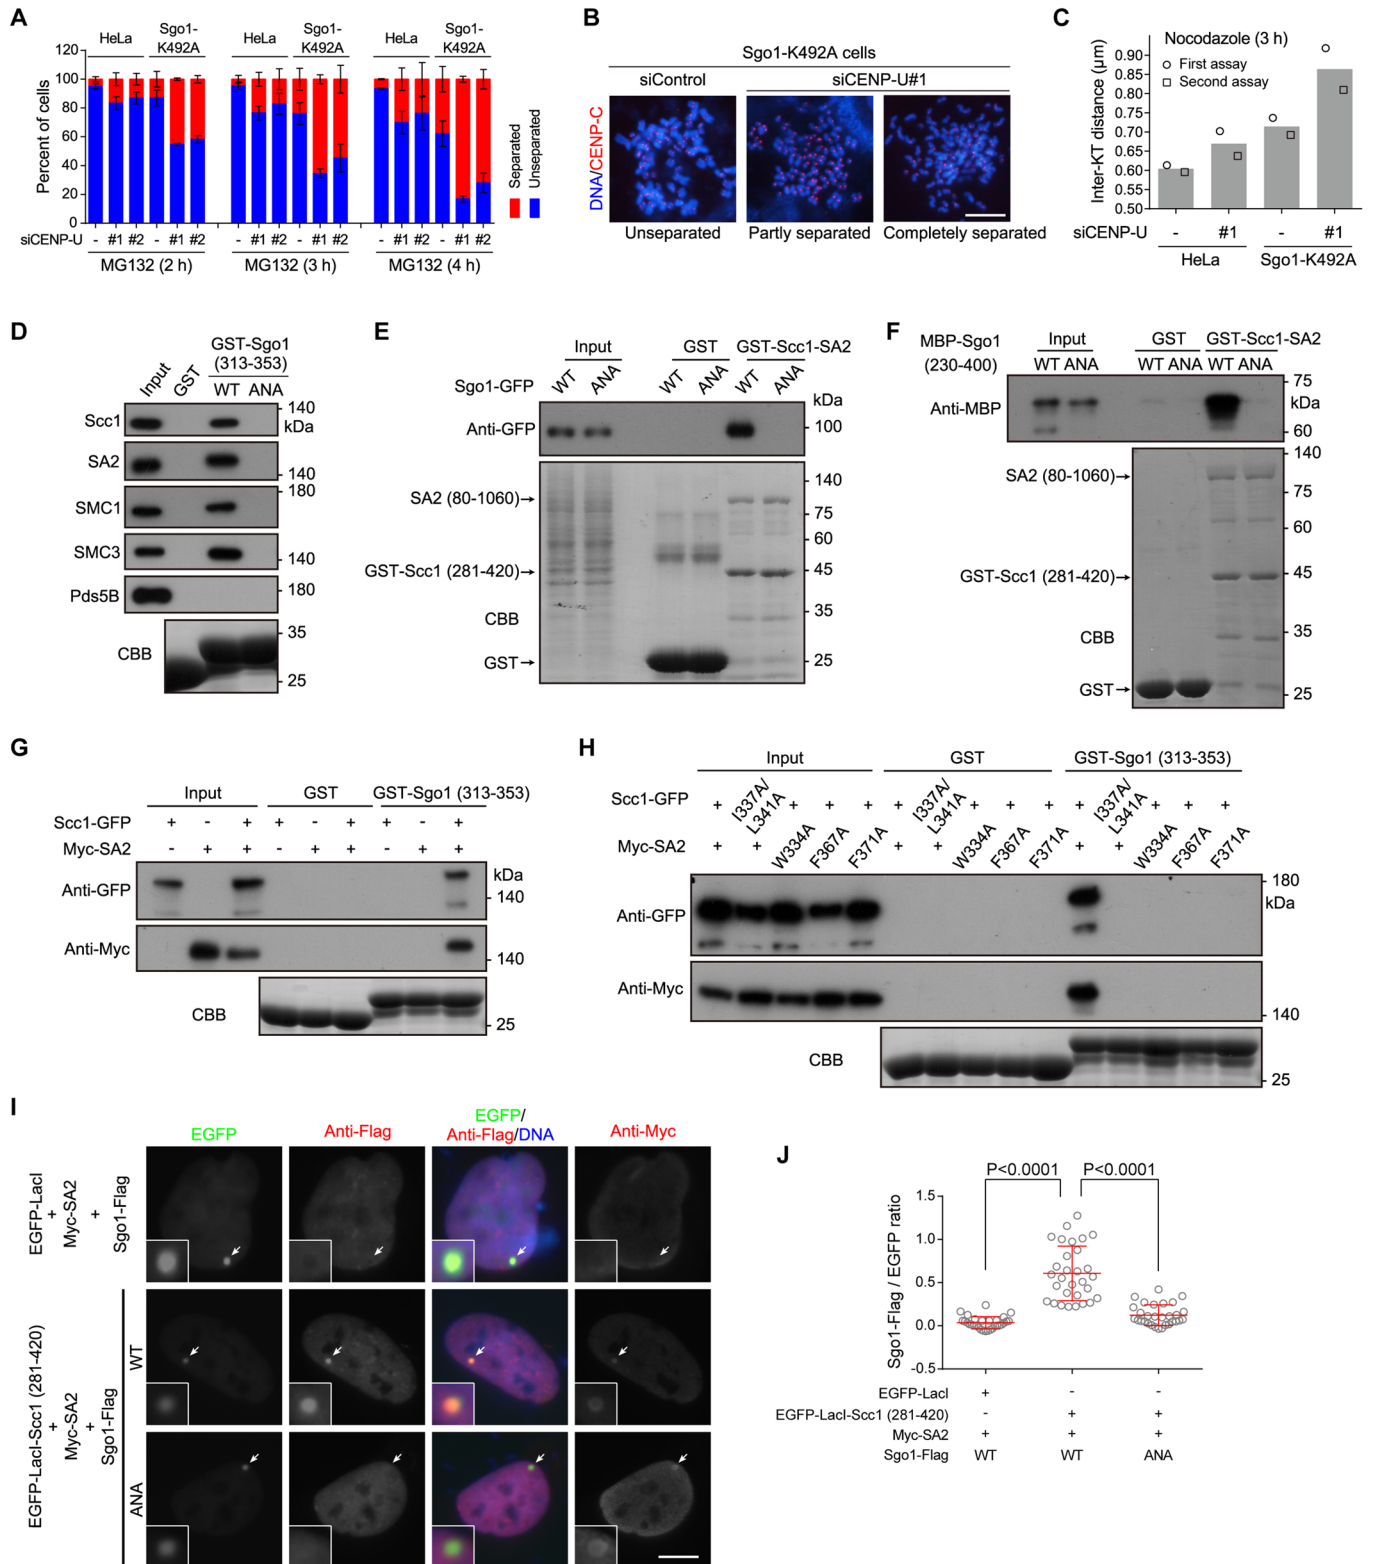 A
HeLa
Sgo1-
K492A
HeLa
Sgo1-
K492A
HeLa
Sgo1-
K492A
Percent of cells
120
100
80
60
40
20
0
Separated
Unseparated
siCENP-U - #1 #2 - #1 #2 - #1 #2 - #1 #2 - #1 #2 - #1 #2
MG132 (2 h) MG132 (3 h) MG132 (4 h)
B
Sgo1-K492A cells
siControl siCENP-U#1
DNA/CENP-C
Unseparated Partly separated Completely separated
C
Nocodazole (3 h)
First assay
Second assay
Inter-KT distance (μm)
0.90
0.85
0.80
0.75
0.70
0.65
0.60
0.55
0.50
siCENP-U - #1 - #1
HeLa Sgo1-K492A
D
GST-Sgo1
(313-353)
Input GST WT ANA
Scc1 140
kDa
SA2 140
SMC1 180
SMC3 140
Pds5B 180
CBB 35
25
E
Input GST GST-Scc1-SA2
Sgo1-GFP WT ANA WT ANA WT ANA
kDa
Anti-GFP 100
SA2 (80-1060) 140
75
60
GST-Scc1 (281-420) 45
CBB 35
GST 25
F
MBP-Sgo1
(230-400)
Input GST GST-Scc1-SA2
WT ANA WT ANA WT ANA
Anti-MBP 75
kDa
60
SA2 (80-1060) 140
75
60
GST-Scc1 (281-420) 45
CBB 35
GST 25
G
Input GST GST-Sgo1 (313-353)
Scc1-GFP + - + + - + + - +
Myc-SA2 - + + - + + - + +
Anti-GFP kDa
140
Anti-Myc 140
CBB 25
H
Input GST GST-Sgo1 (313-353)
Scc1-GFP + I337A/L341A + + + + I337A/L341A + + + + I337A/L341A + + +
Myc-SA2 + + W334A F367A F371A + + W334A F367A F371A + + W334A F367A F371A
Anti-GFP 180
kDa
Anti-Myc 140
CBB 25
I
EGFP Anti-Flag EGFP/
Anti-Flag/DNA Anti-Myc
EGFP-LacI
+
Myc-SA2
+
Sgo1-Flag
EGFP-LacI-Scc1 (281-420)
+
Myc-SA2
+
Sgo1-Flag
WT
ANA
J
P<0.0001 P<0.0001
Sgo1-Flag / EGFP ratio
1.5
1.0
0.5
0.0
-0.5
EGFP-LacI + - -
EGFP-LacI-Scc1 (281-420) - + +
Myc-SA2 + + +
Sgo1-Flag WT WT ANA